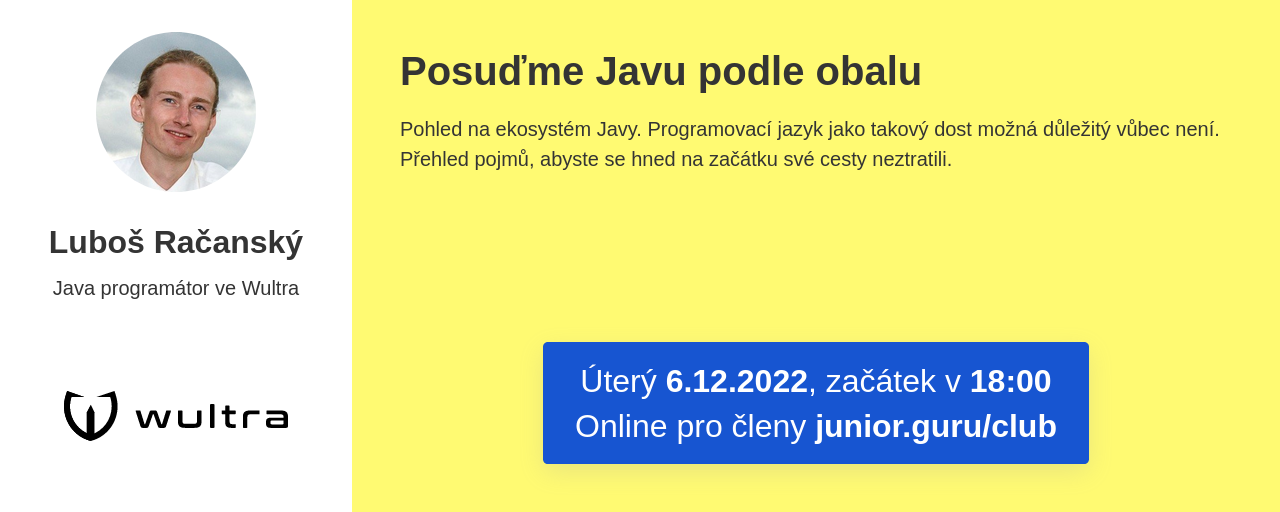 Luboš Račanský
Java programátor ve Wultra
wultra
Posuďme Javu podle obalu
Pohled na ekosystém Javy. Programovací jazyk jako takový dost možná důležitý vůbec není.
Přehled pojmů, abyste se hned na začátku své cesty neztratili.
Úterý 6.12.2022, začátek v 18:00
Online pro členy junior.guru/club